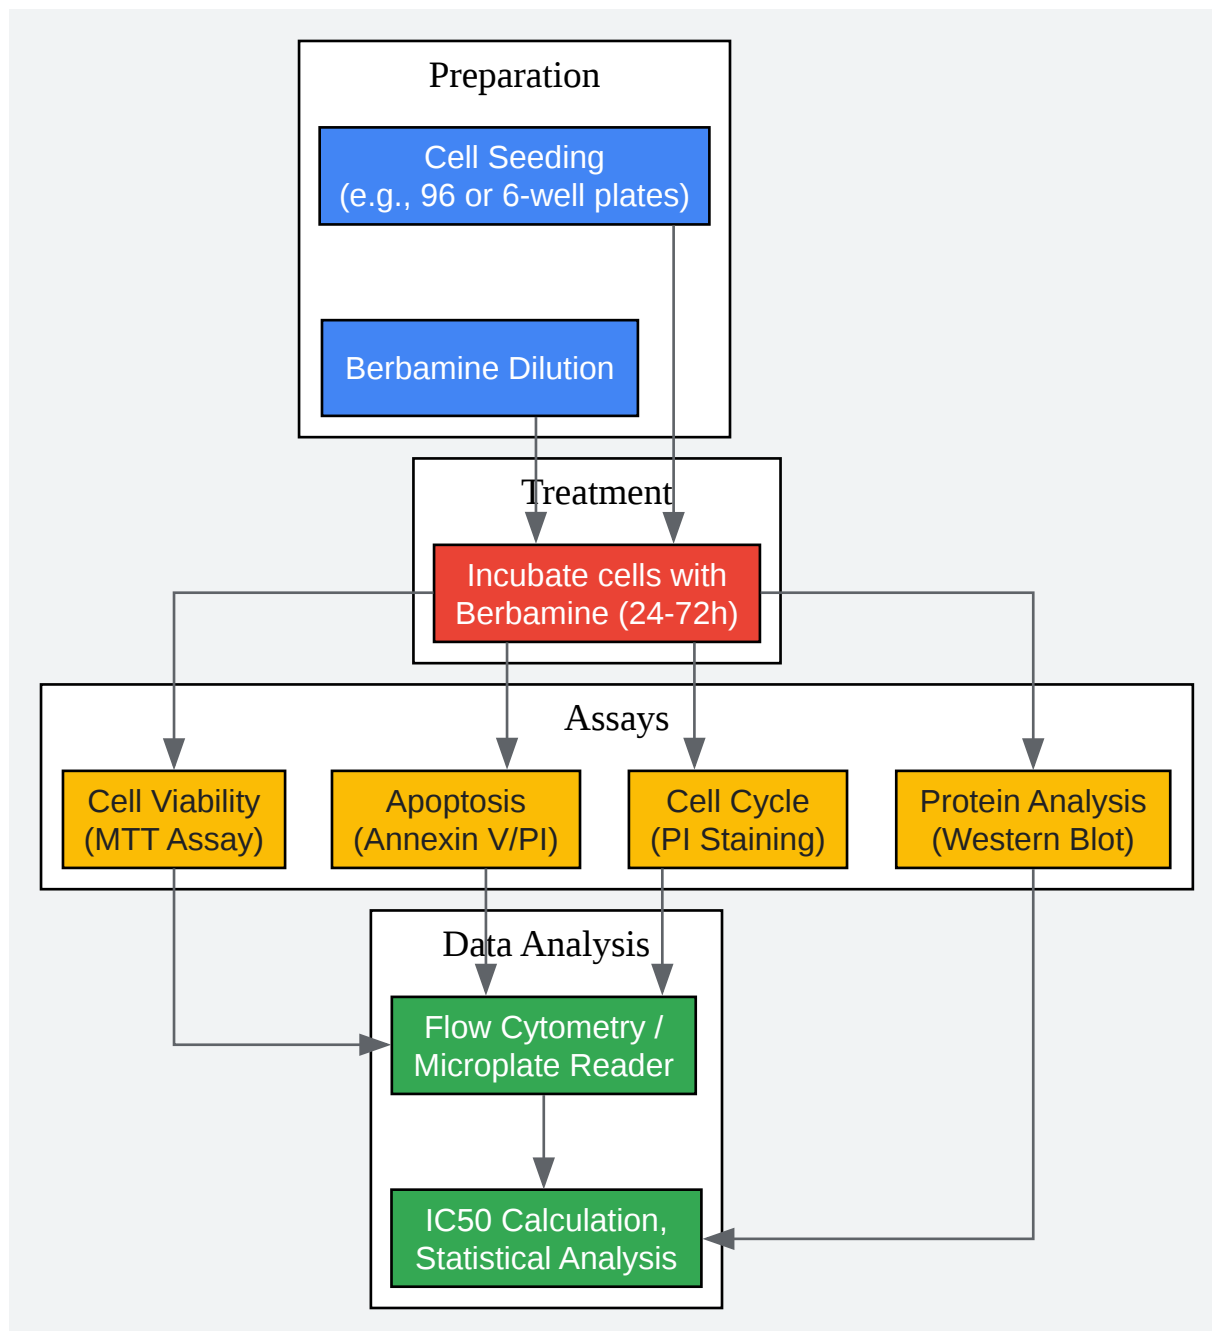 Preparation
Cell Seeding
(e.g., 96 or 6-well plates)
Berbamine Dilution
Treatment
Incubate cells with
Berbamine (24-72h)
Assays
Cell Viability
(MTT Assay)
Apoptosis
(Annexin V/PI)
Cell Cycle
(PI Staining)
Protein Analysis
(Western Blot)
Data Analysis
Flow Cytometry /
Microplate Reader
IC50 Calculation,
Statistical Analysis